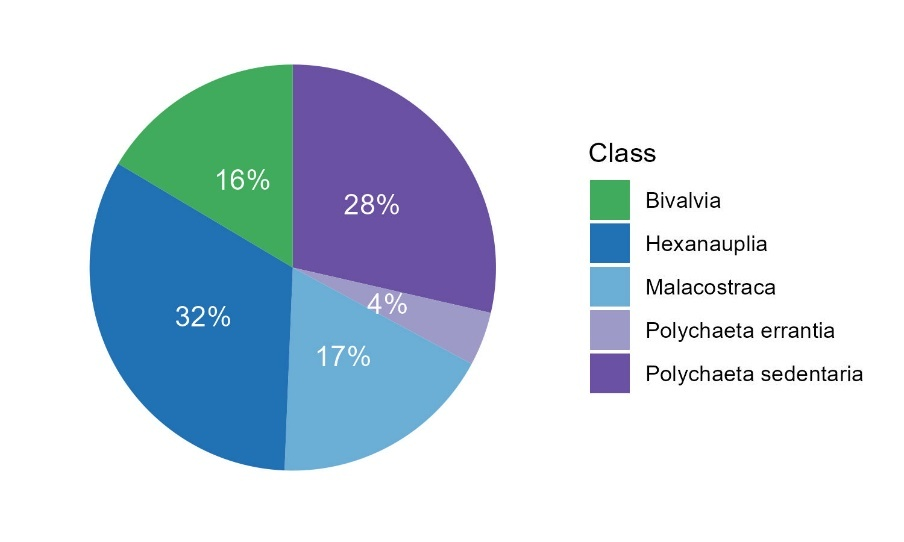 16%
28%
4%
32%
17%
Class
Bivalvia
Hexanauplia
Malacostraca
Polychaeta errantia
Polychaeta sedentaria